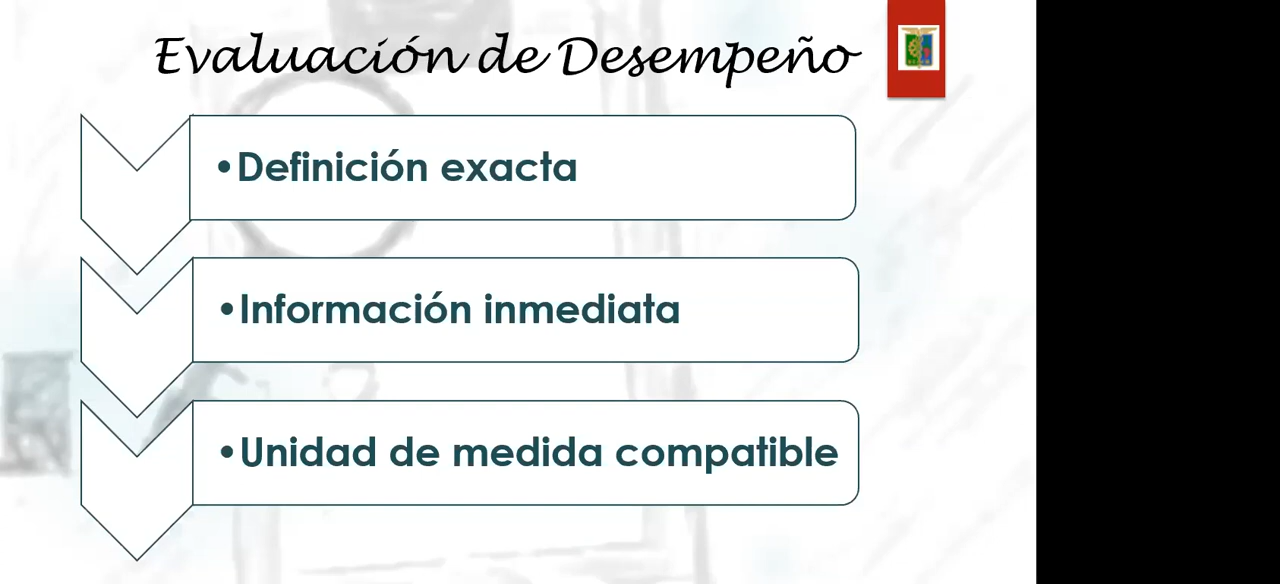 Evaluación de Desempeño
•Definición exacta
•Información inmediata
•Unidad de medida compatible